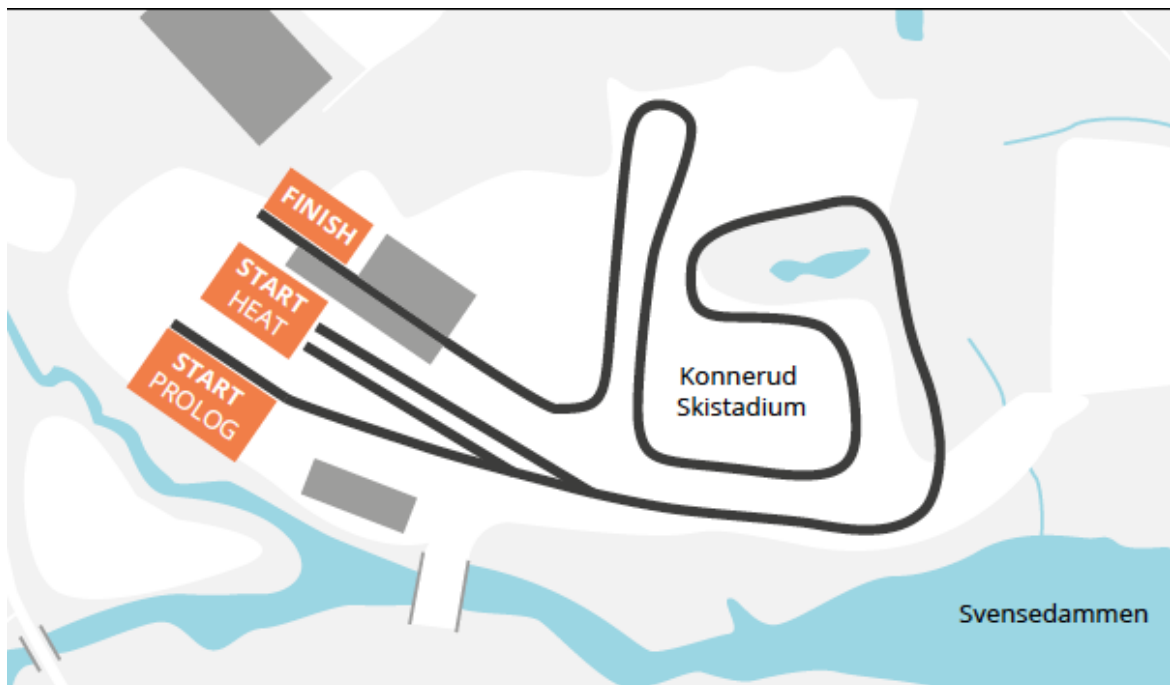 FINISH
START
HEAT
START
PROLOG
Konnerud
Skistadium
Svensedammen